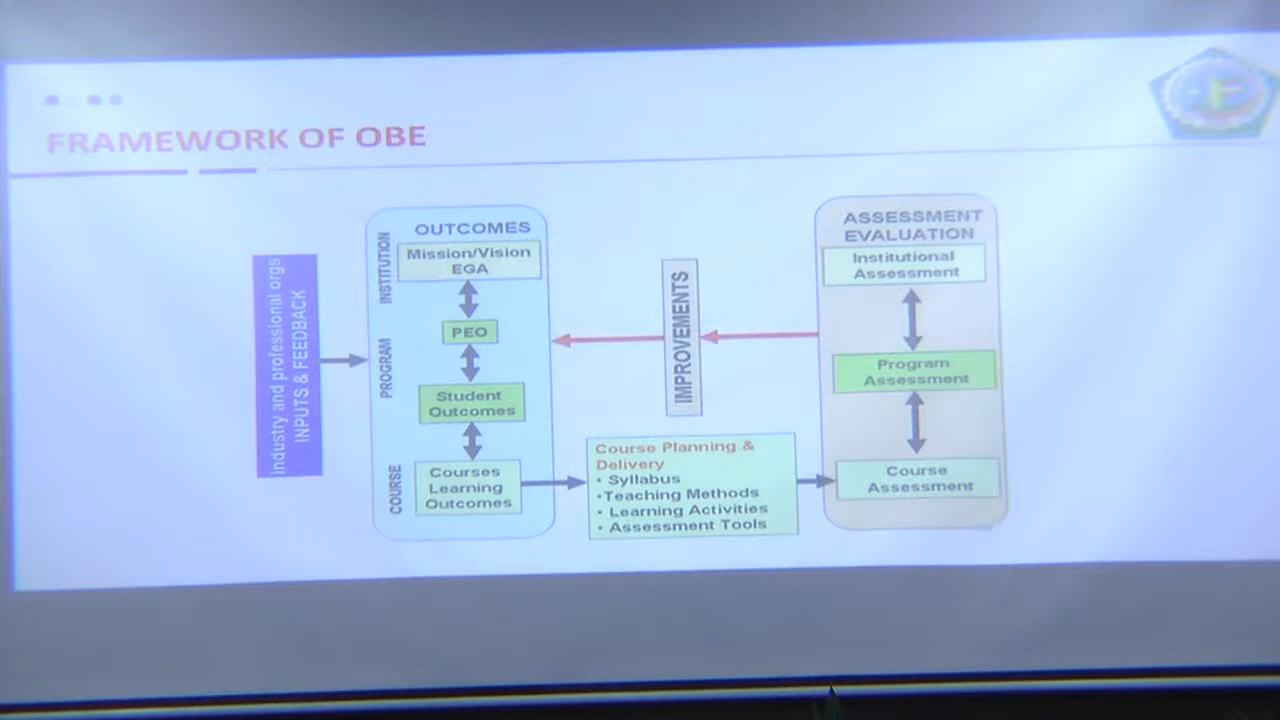 FRAMEWORK OF OBE
Industry and professional orgs
INPUTS & FEEDBACK
OUTCOMES
INSTITUTION
Mission/Vision
EGA
PROGRAM
PEO
Student
Outcomes
COURSE
Courses
Learning
Outcomes
IMPROVEMENTS
Course Planning &
Delivery
• Syllabus
•Teaching Methods
• Learning Activities
• Assessment Tools
ASSESSMENT
EVALUATION
Institutional
Assessment
Program
Assessment
Course
Assessment